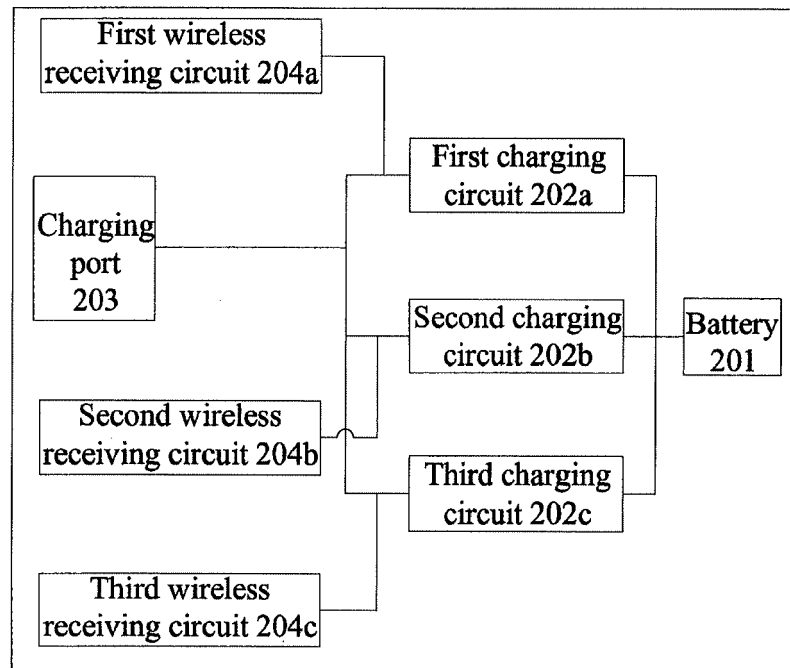 First wireless
receiving circuit 204a
First charging
circuit 202a
Charging
port
203
Second charging
circuit 202b
Battery
201
Second wireless
receiving circuit 204b
Third charging
circuit 202c
Third wireless
receiving circuit 204c